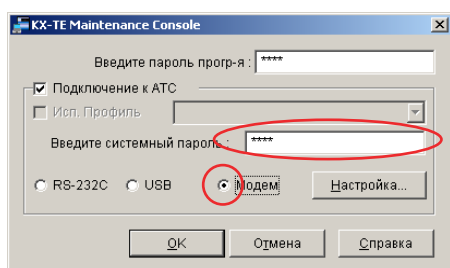 KX-TE Maintenance Console
Введите пароль прогр-я : ****
Подключение к АТС
Исп. Профиль
Введите системный пароль : ****
RS-232C USB Модем Настройка...
OK Отмена Справка